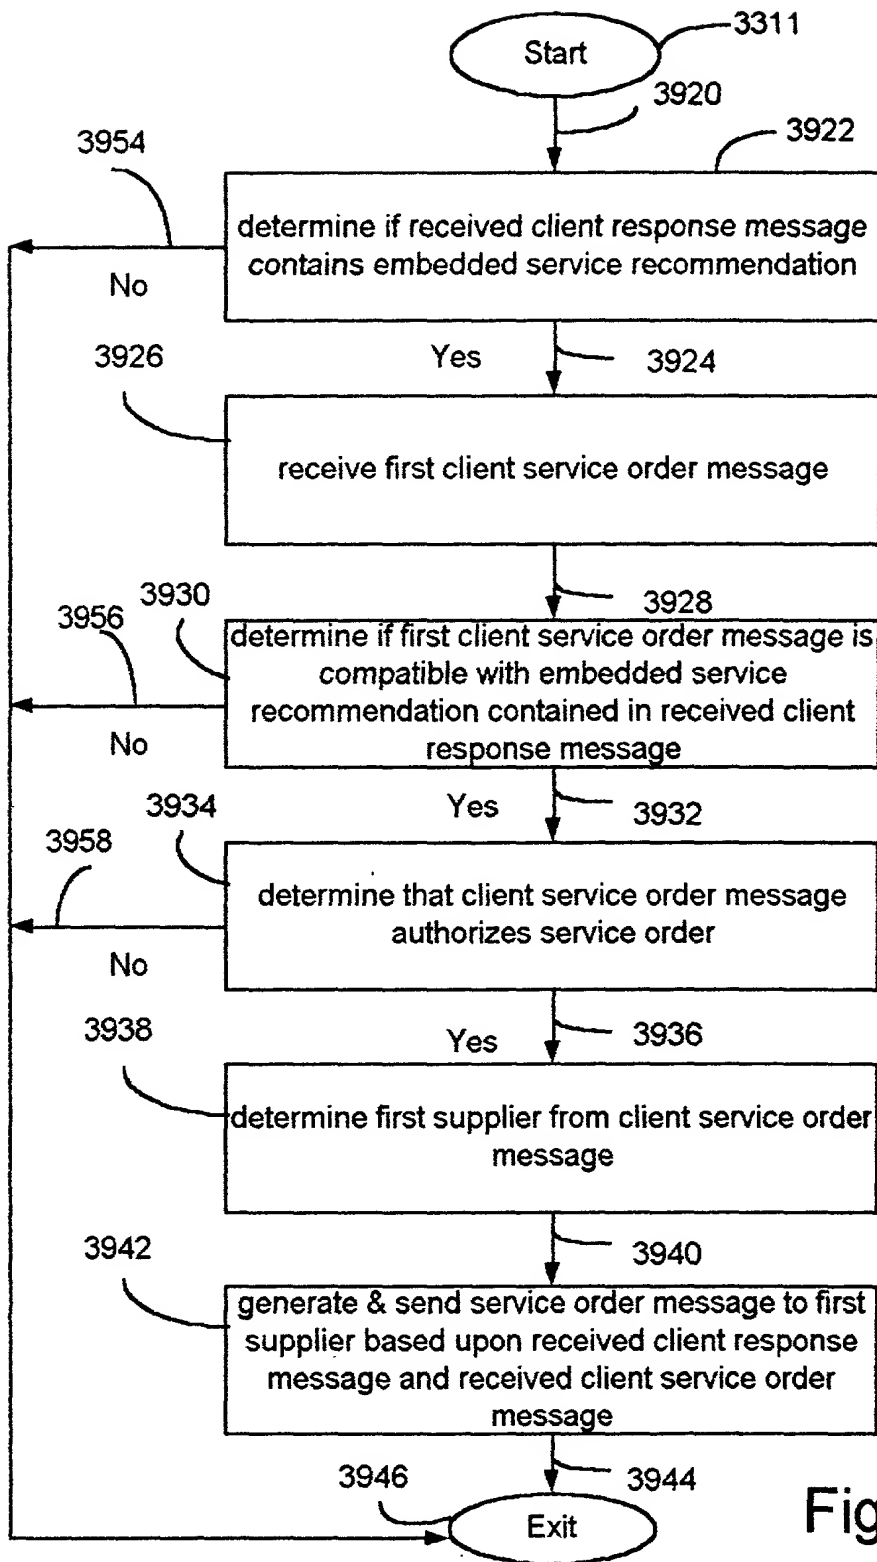 Start
3311
3920
3954
3922
determine if received client response message
contains embedded service recommendation
No
Yes
3924
3926
receive first client service order message
3928
3930
3956
determine if first client service order message is
compatible with embedded service
recommendation contained in received client
response message
No
Yes
3932
3934
3958
determine that client service order message
authorizes service order
No
Yes
3936
3938
determine first supplier from client service order
message
3940
3942
generate & send service order message to first
supplier based upon received client response
message and received client service order
message
3944
3946
Exit
Fig